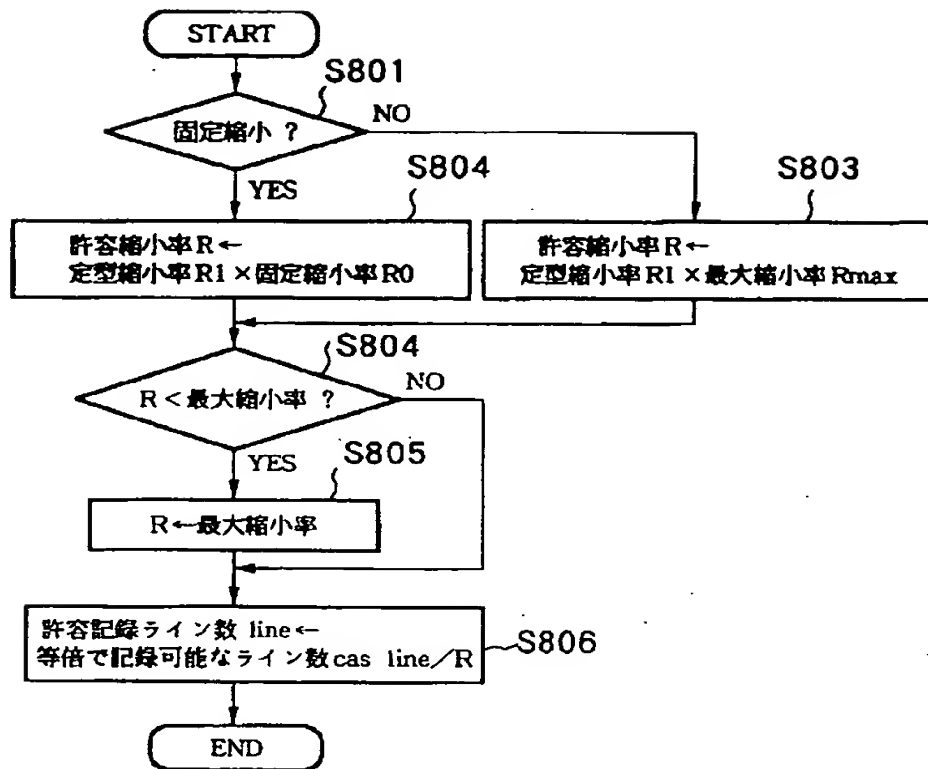 START
S801
固定縮小 ?
NO
YES
S804
許容縮小率R←
定型縮小率R1×固定縮小率R0
S803
許容縮小率R←
定型縮小率R1×最大縮小率Rmax
S804
R<最大縮小率 ?
NO
YES
S805
R←最大縮小率
許容記録ライン数 line←
等倍で記録可能なライン数cas line/R
S806
END